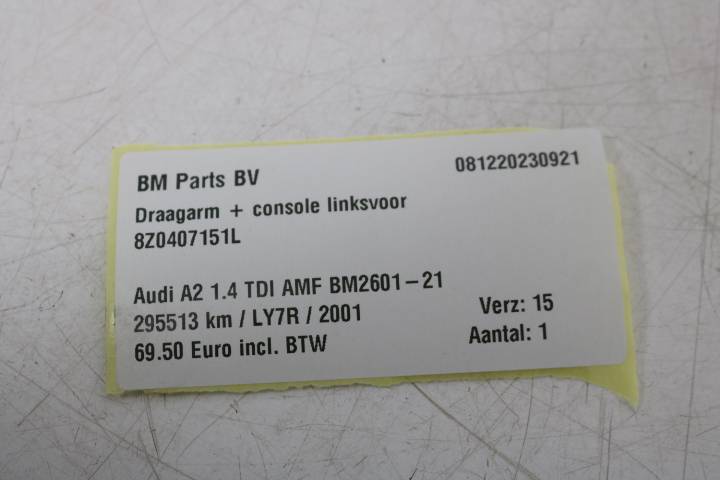 BM Parts BV 081220230921
Draagarm + console linksvoor
8Z0407151L
Audi A2 1.4 TDI AMF BM2601-21
295513 km / LY7R / 2001 Verz: 15
69.50 Euro incl. BTW Aantal: 1